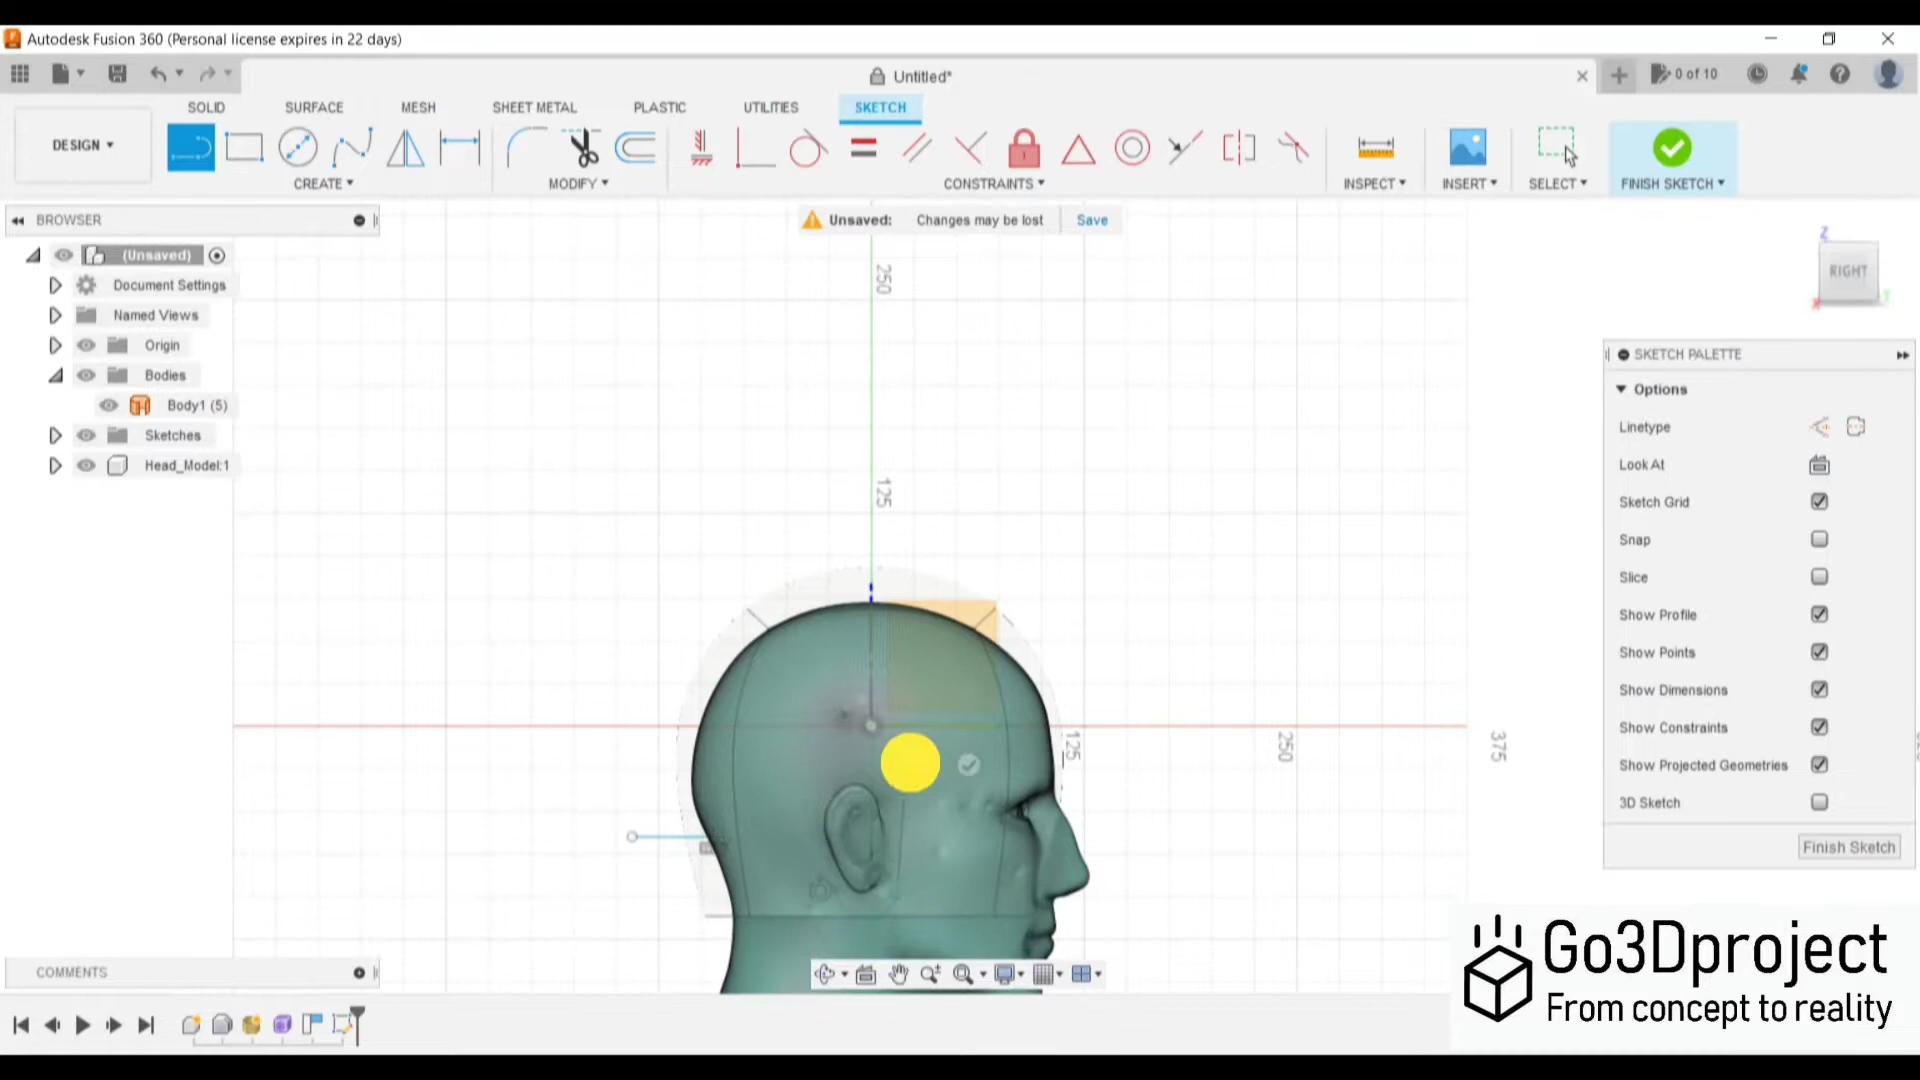 Autodesk Fusion 360 (Personal license expires in 22 days)
Untitled*
0 of 10
SOLID SURFACE MESH SHEET METAL PLASTIC UTILITIES SKETCH
DESIGN
CREATE MODIFY CONSTRAINTS INSPECT INSERT SELECT FINISH SKETCH
BROWSER
Unsaved: Changes may be lost Save
(Unsaved)
Document Settings
Named Views
Origin
Bodies
Body1 (5)
Sketches
Head_Model:1
Z
RIGHT
X
Y
250
125
125
250
375
SKETCH PALETTE
Options
Linetype
Look At
Sketch Grid
Snap
Slice
Show Profile
Show Points
Show Dimensions
Show Constraints
Show Projected Geometries
3D Sketch
Finish Sketch
COMMENTS
Go3Dproject
From concept to reality